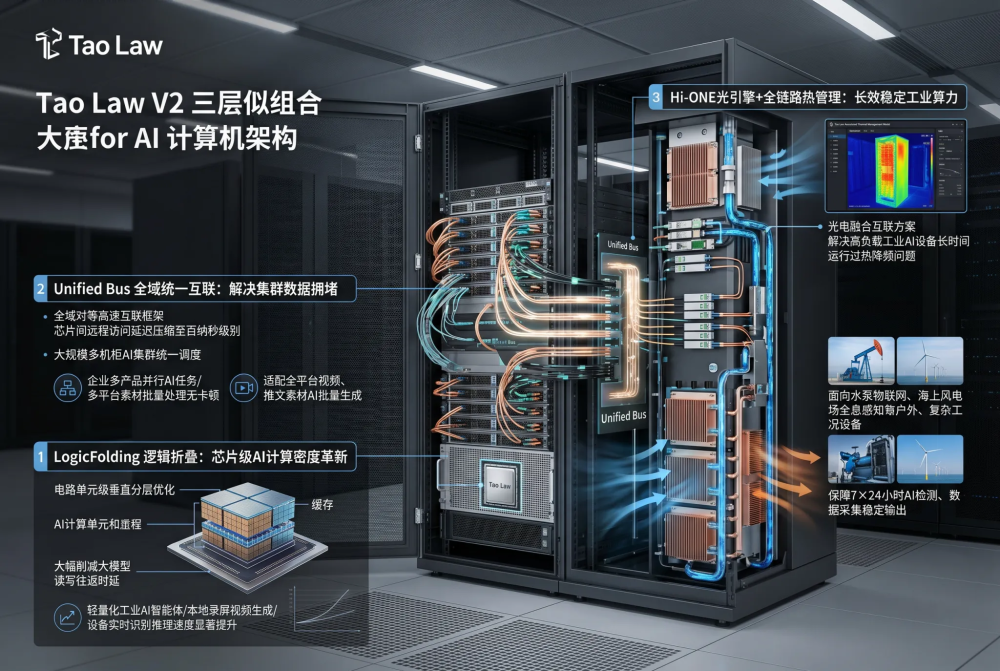 Tao Law
Tao Law V2 三层似组合
大座for AI 计算机架构
3 Hi-ONE光引擎+全链路热管理：长效稳定工业算力
光电融合互联方案
解决高负载工业AI设备长时间
运行过热降频问题
2 Unified Bus 全域统一互联：解决集群数据拥堵
• 全域对等高速互联框架
芯片间远程访问延迟压缩至百纳秒级别
• 大规模多机柜AI集群统一调度
企业多产品并行AI任务/
多平台素材批量处理无卡顿
适配全平台视频、
推文素材AI批量生成
Unified Bus
Unified Bus
面向水泵物联网、海上风电
场全息感知、户外、复杂工
况设备
保障7×24小时AI检测、数
据采集稳定输出
1 LogicFolding 逻辑折叠：芯片级AI计算密度革新
电路单元级垂直分层优化
缓存
AI计算单元和
大幅削减大模型
读写往返时延
轻量化工业AI智能体/本地录屏视频生成/
设备实时识别推理速度显著提升
Tao Law